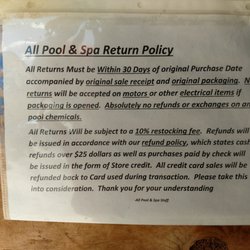 All Pool & Spa Return Policy
All Returns Must be Within 30 Days of original Purchase Date
accompanied by original sale receipt and original packaging. N
returns will be accepted on motors or other electrical items if
packaging is opened. Absolutely no refunds or exchanges on an
pool chemicals.
All Returns Will be subject to a 10% restocking fee. Refunds will
be issued in accordance with our refund policy, which states cash
refunds over $25 dollars as well as purchases paid by check will
be issued in the form of Store credit. All credit card sales will be
refunded back to Card used during transaction. Please take this
into consideration. Thank you for your understanding
-All Pool & Spa Staff